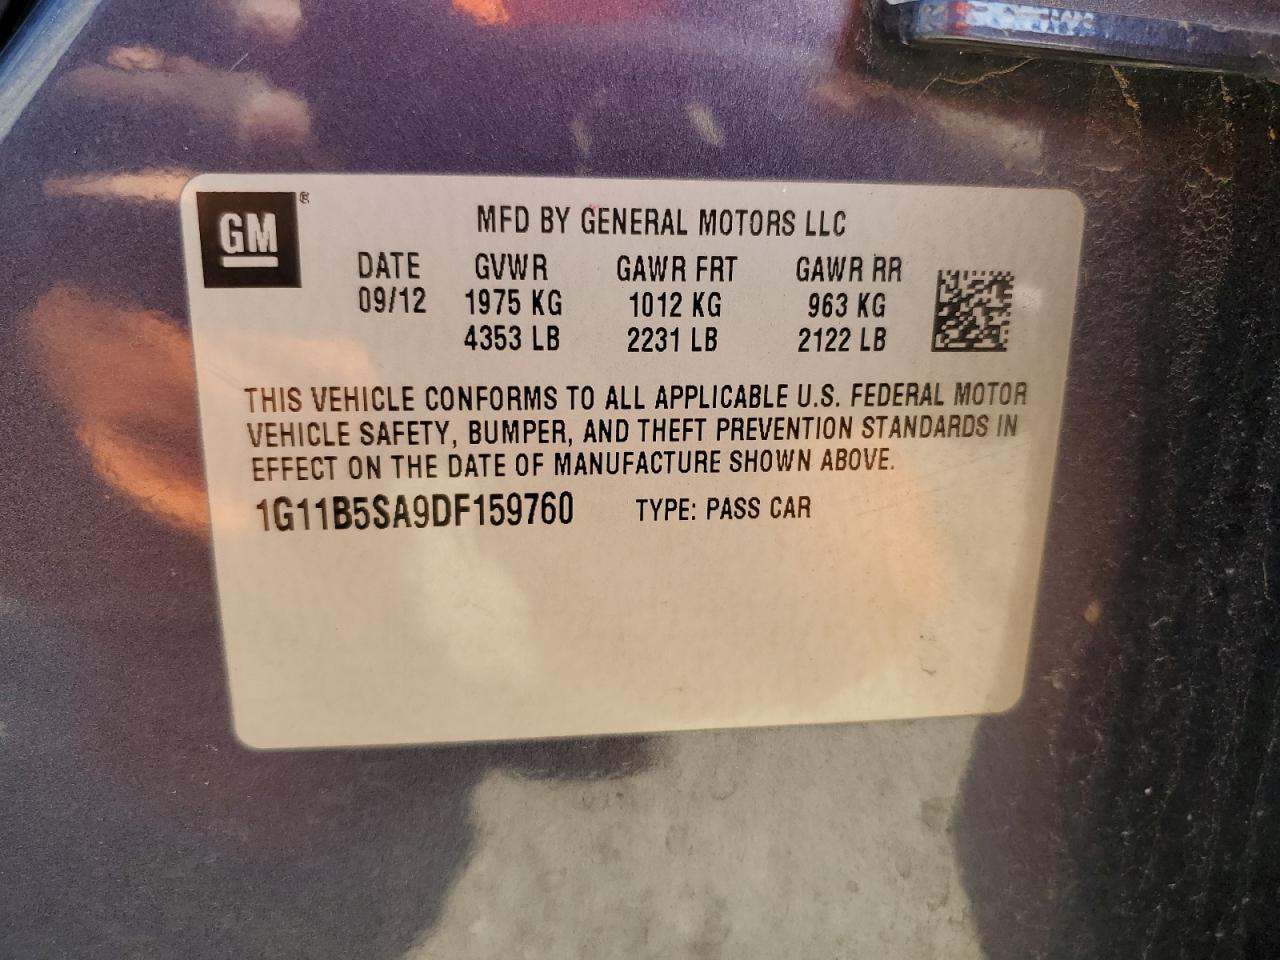 GM ®
MFD BY GENERAL MOTORS LLC
DATE GVWR GAWR FRT GAWR RR
09/12 1975 KG 1012 KG 963 KG
4353 LB 2231 LB 2122 LB
THIS VEHICLE CONFORMS TO ALL APPLICABLE U.S. FEDERAL MOTOR
VEHICLE SAFETY, BUMPER, AND THEFT PREVENTION STANDARDS IN
EFFECT ON THE DATE OF MANUFACTURE SHOWN ABOVE.
1G11B5SA9DF159760 TYPE: PASS CAR